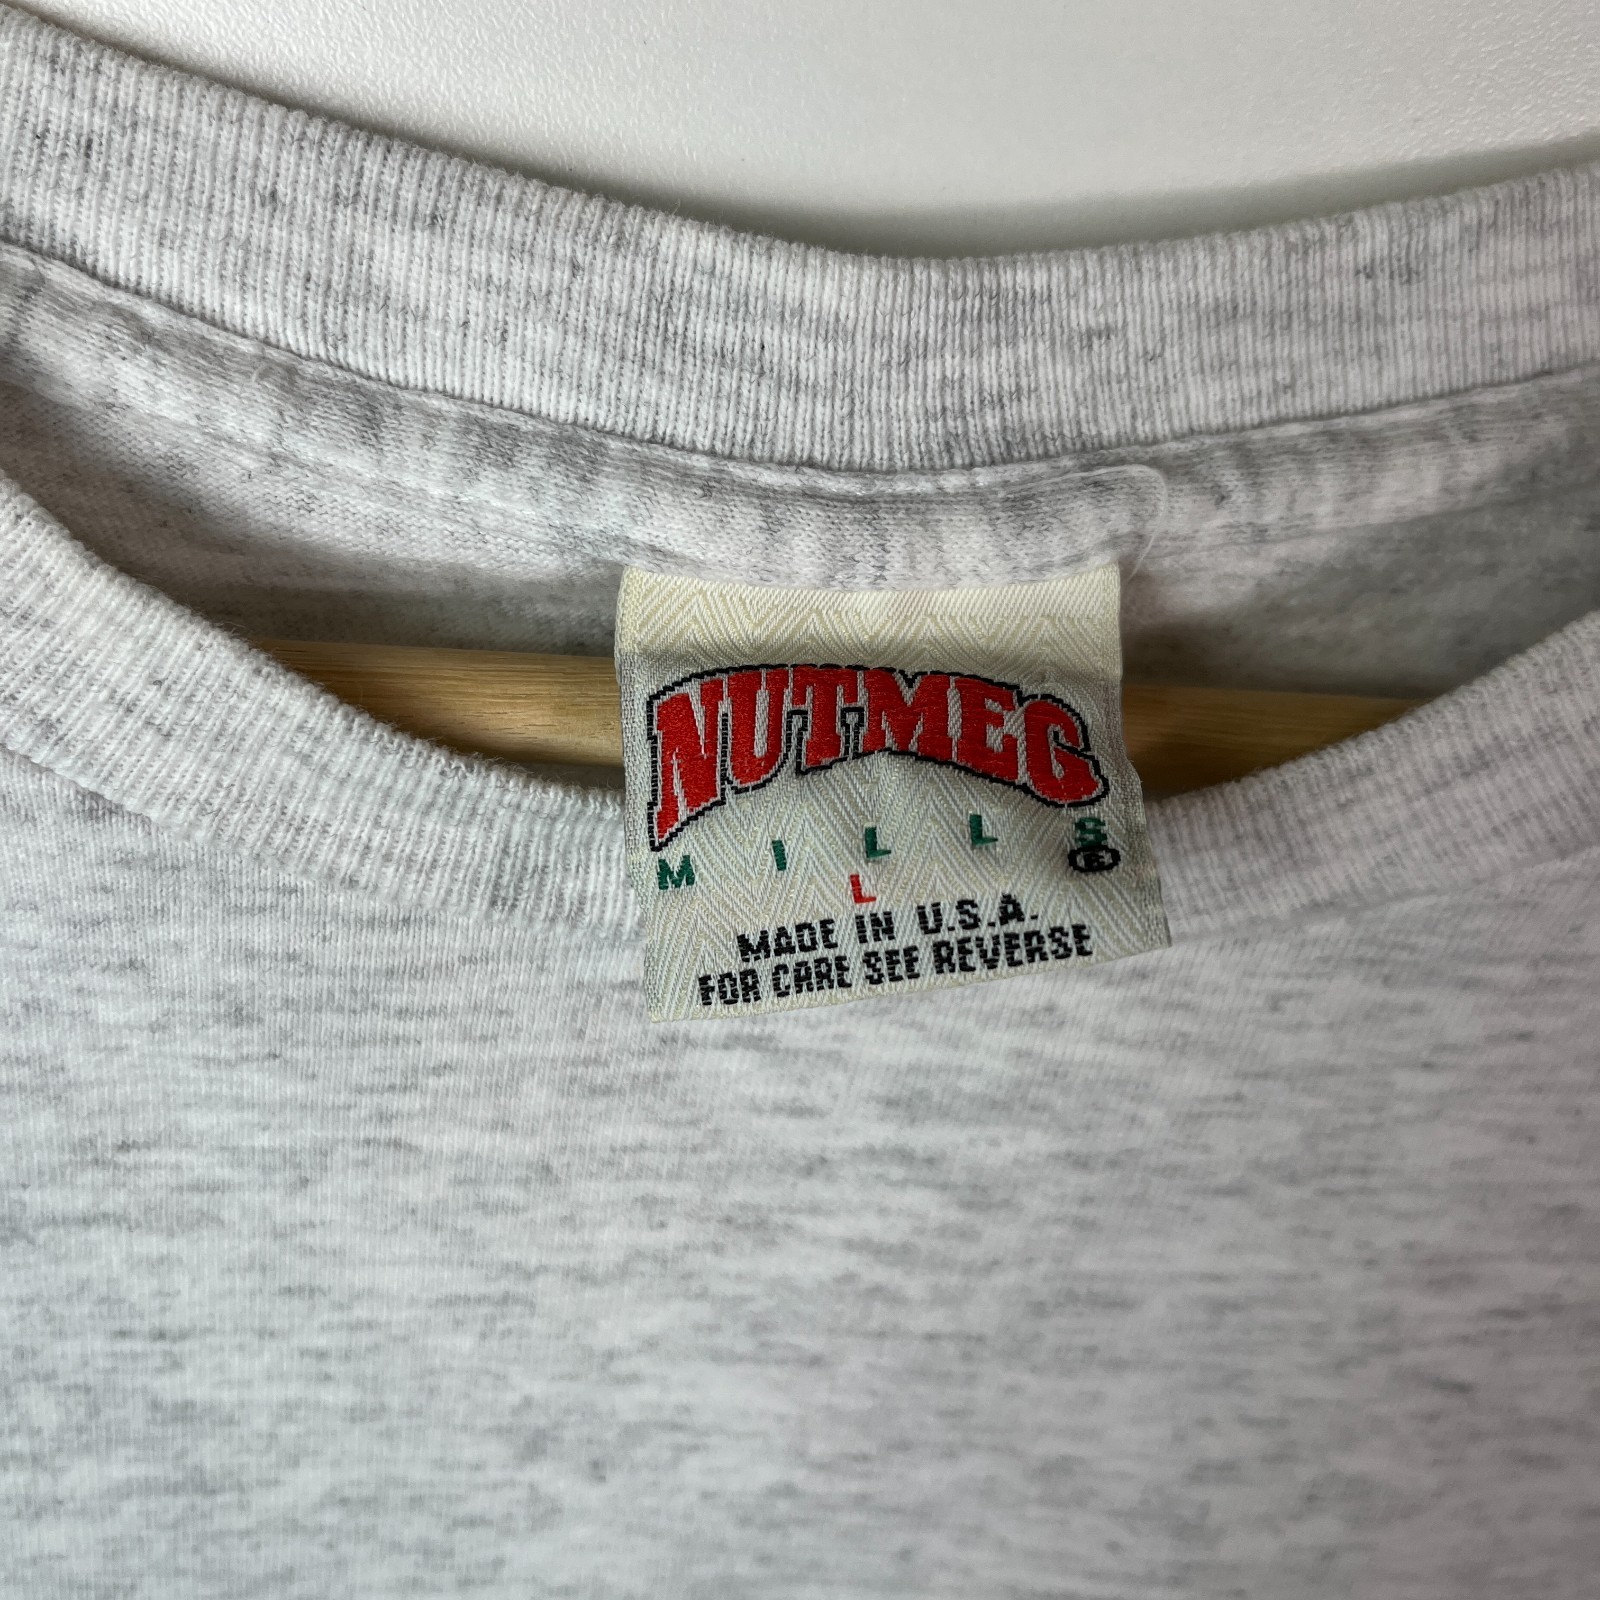 NUTMEG
MILLS ®
L
MADE IN U.S.A.
FOR CARE SEE REVERSE